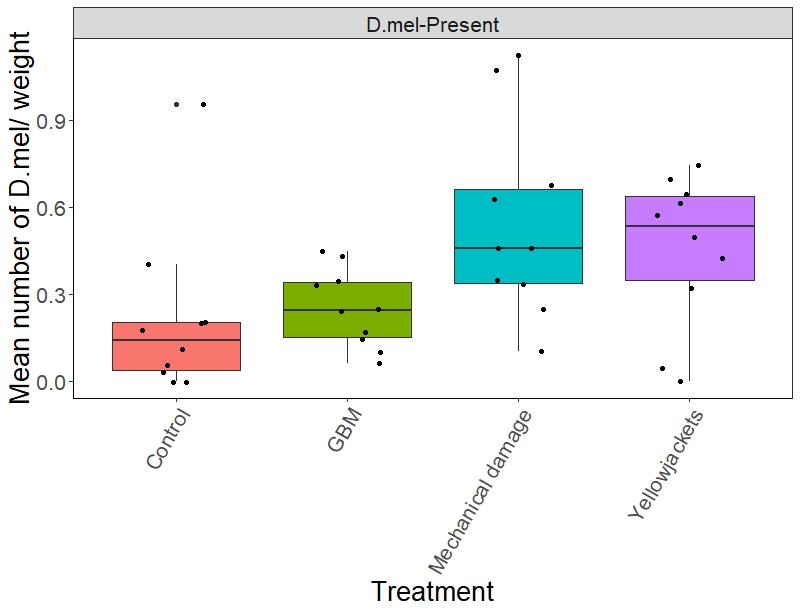 D.mel-Present
Mean number of D.mel/ weight
0.9
0.6
0.3
0.0
Control
GBM
Mechanical damage
Yellowjackets
Treatment